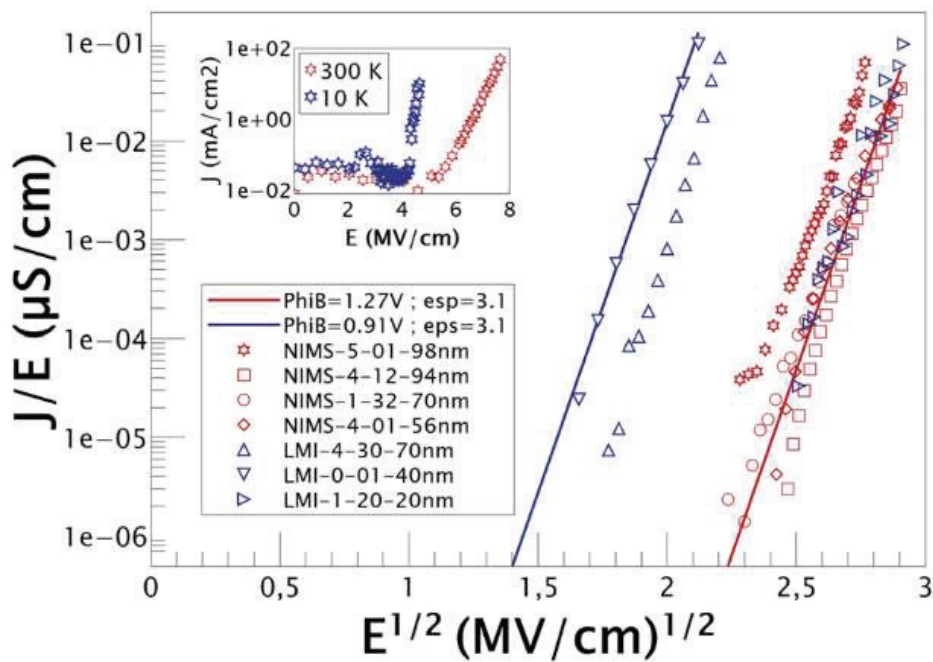 1e-01
1e-02
1e-03
1e-04
1e-05
1e-06
J/E (µS/cm)
0
0,5
1
1,5
2
2,5
3
E1/2 (MV/cm)1/2
1e+02
1e+00
1e-02
J (mA/cm2)
300 K
10 K
0 2 4 6 8
E (MV/cm)
PhiB=1.27V ; esp=3.1
PhiB=0.91V ; eps=3.1
NIMS-5-01-98nm
NIMS-4-12-94nm
NIMS-1-32-70nm
NIMS-4-01-56nm
LMI-4-30-70nm
LMI-0-01-40nm
LMI-1-20-20nm